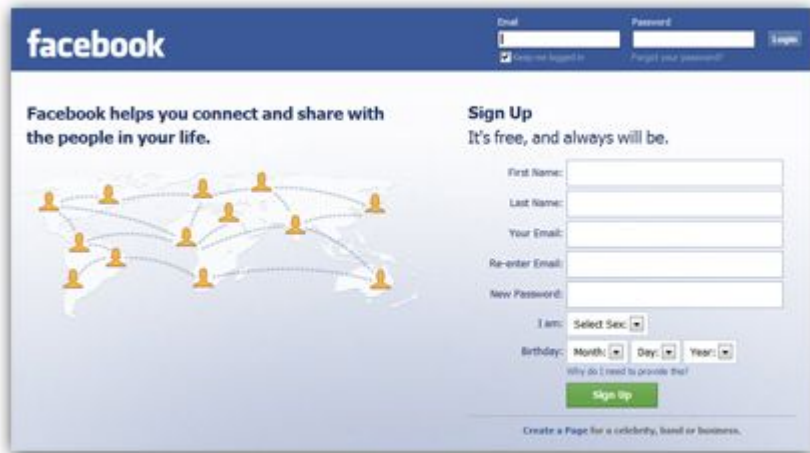 facebook
Email
Password
Login
Keep me logged in
Forgot your password?
Facebook helps you connect and share with
the people in your life.
Sign Up
It's free, and always will be.
First Name:
Last Name:
Your Email:
Re-enter Email:
New Password:
I am: Select Sex:
Birthday: Month: Day: Year:
Why do I need to provide this?
Sign Up
Create a Page for a celebrity, band or business.